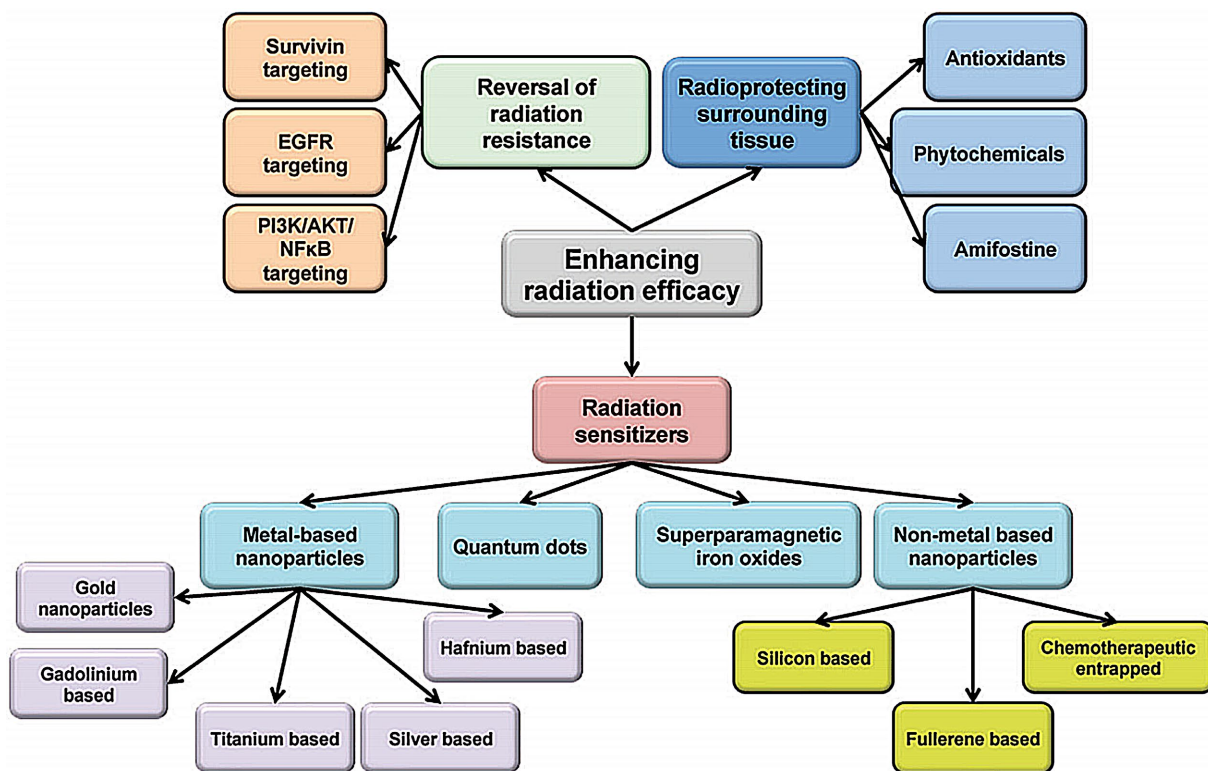 Survivin
targeting
EGFR
targeting
PI3K/AKT/
NFκB
targeting
Reversal of
radiation
resistance
Radioprotecting
surrounding
tissue
Antioxidants
Phytochemicals
Amifostine
Enhancing
radiation efficacy
Radiation
sensitizers
Metal-based
nanoparticles
Quantum dots
Superparamagnetic
iron oxides
Non-metal based
nanoparticles
Gold
nanoparticles
Gadolinium
based
Titanium based
Silver based
Hafnium based
Silicon based
Fullerene based
Chemotherapeutic
entrapped